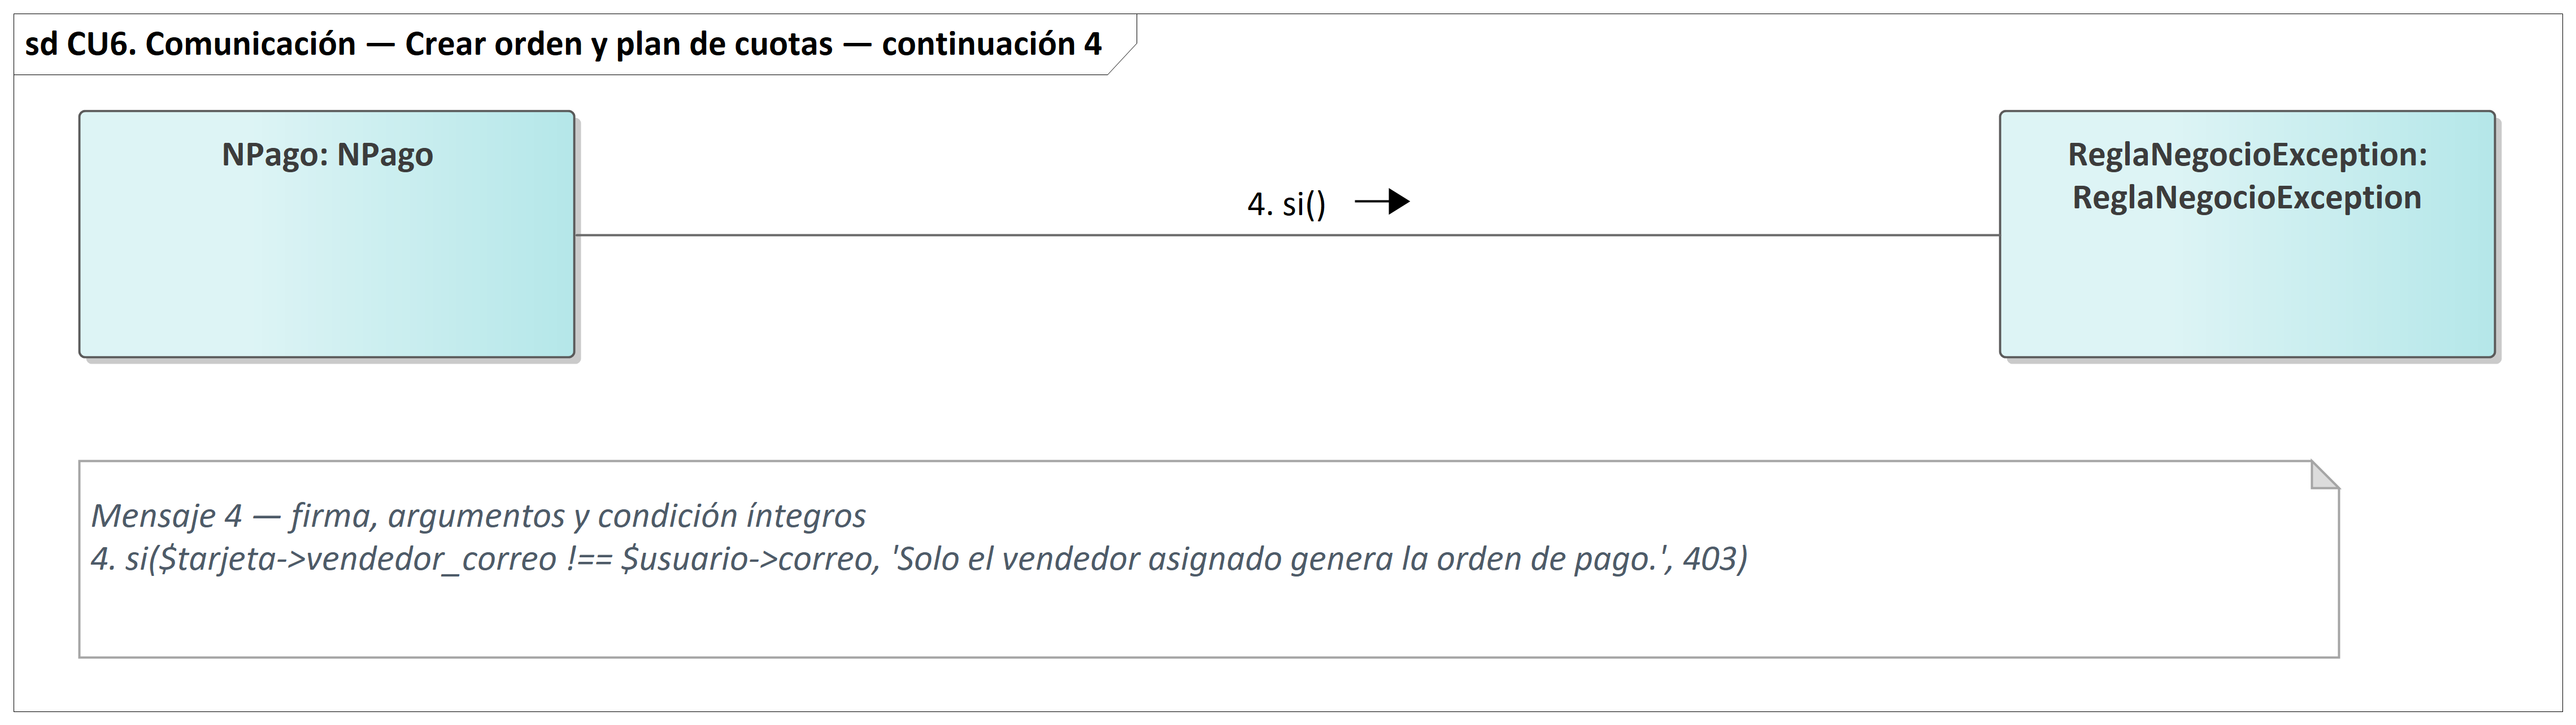 sd CU6. Comunicación — Crear orden y plan de cuotas — continuación 4
NPago: NPago
ReglaNegocioException:
ReglaNegocioException
4. si()
Mensaje 4 — firma, argumentos y condición íntegros
4. si($tarjeta->vendedor_correo !== $usuario->correo, 'Solo el vendedor asignado genera la orden de pago.', 403)